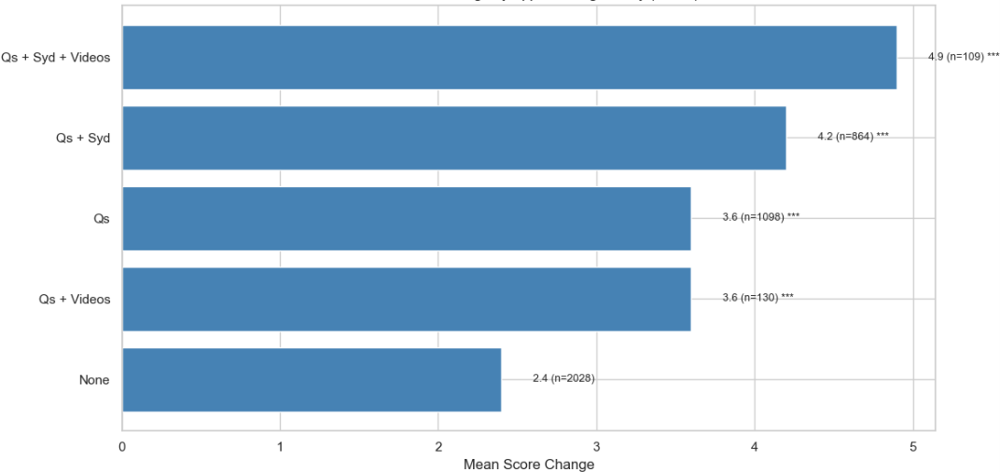 Qs + Syd + Videos
4.9 (n=109) ***
Qs + Syd
4.2 (n=864) ***
Qs
3.6 (n=1098) ***
Qs + Videos
3.6 (n=130) ***
None
2.4 (n=2028)
0 1 2 3 4 5
Mean Score Change